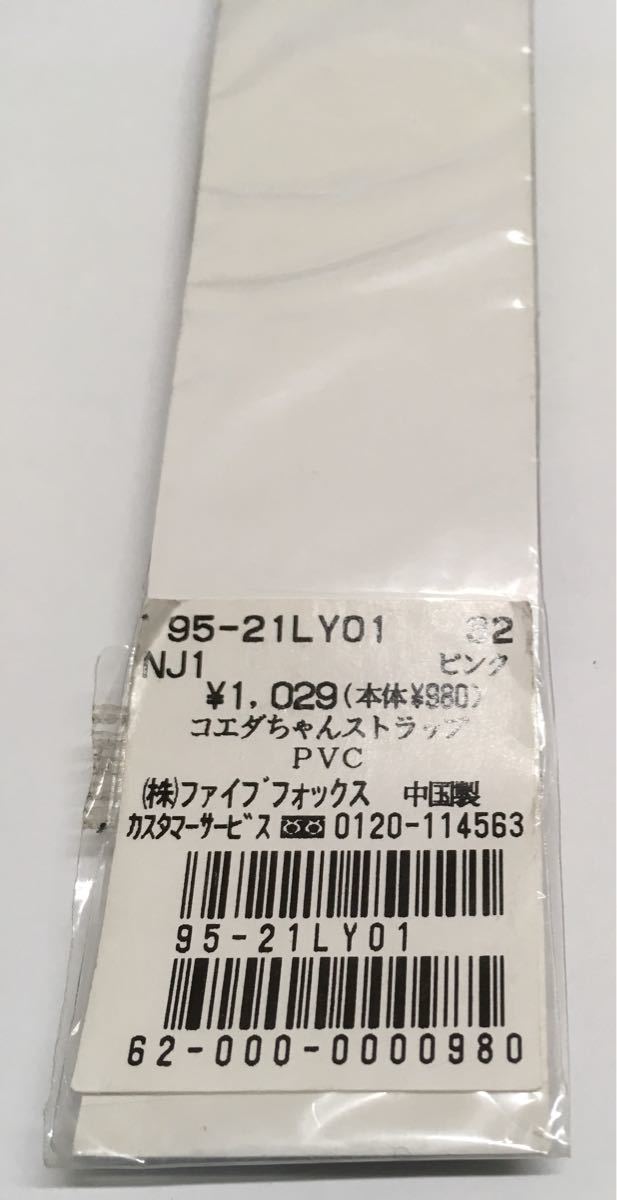 95-21LY01 32
NJ1 ピンク
¥1,029(本体¥980)
コエダちゃんストラップ
PVC
(株)ファイブフォックス 中国製
カスタマーサービス 0120-114563
95-21LY01
62-000-0000980